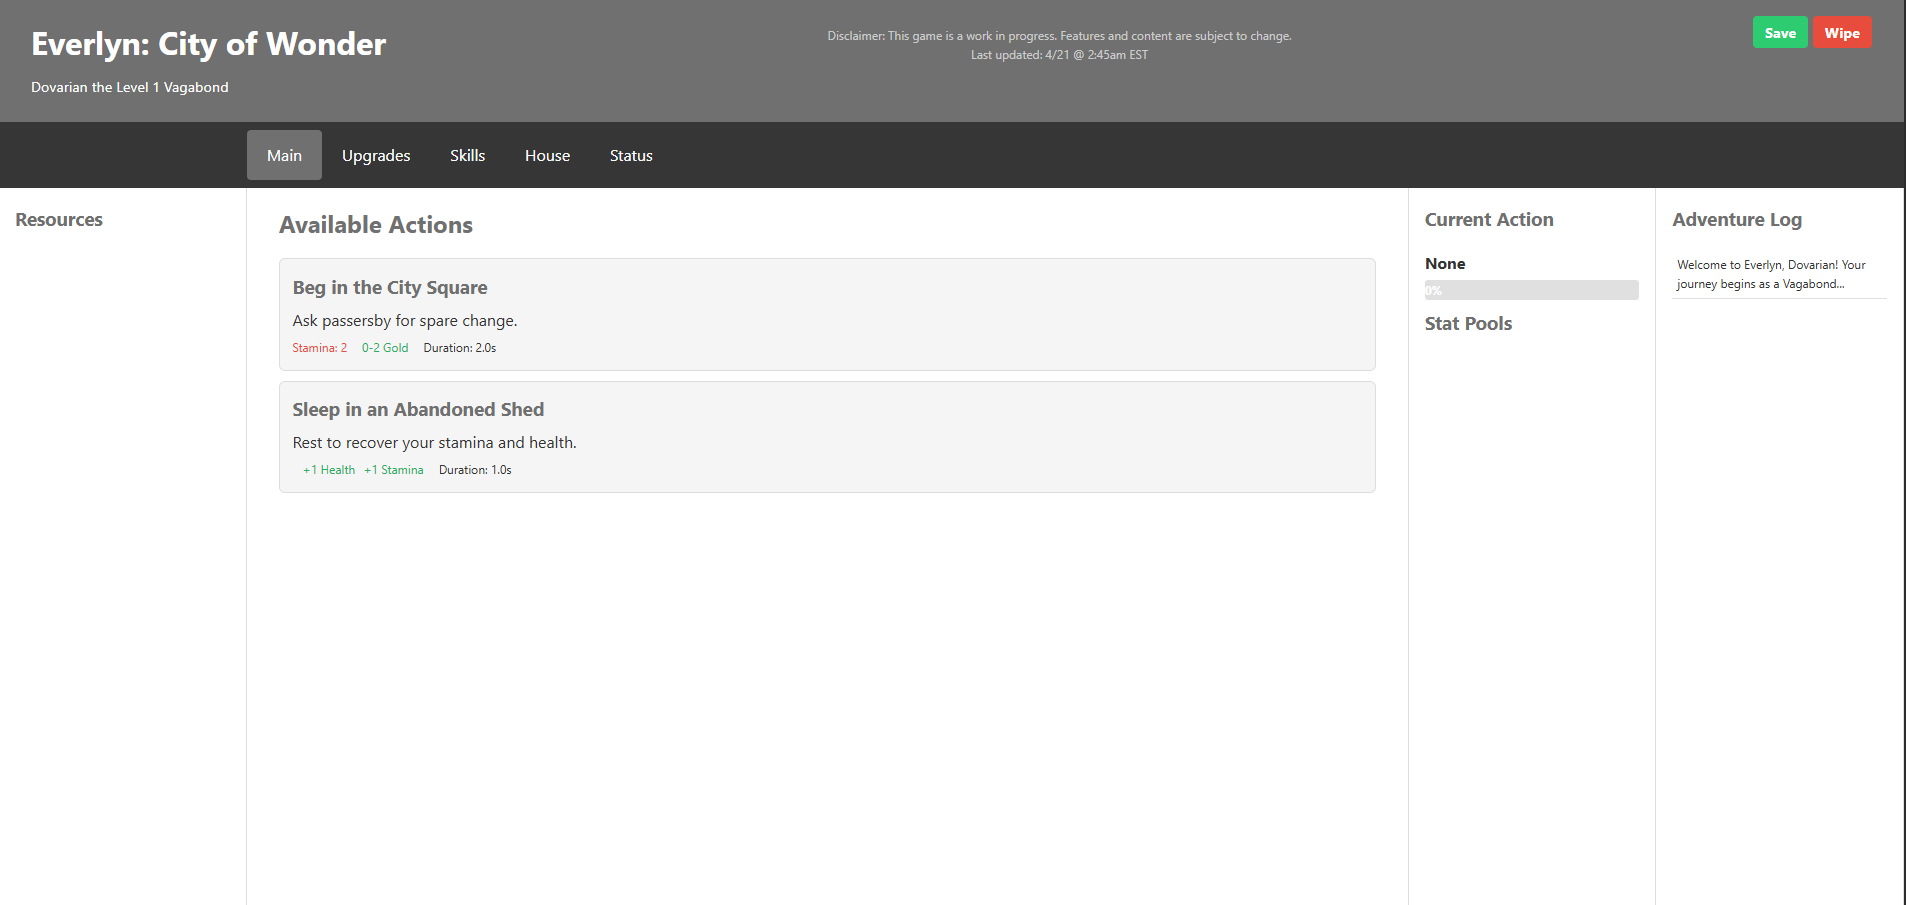 Everlyn: City of Wonder
Dovarian the Level 1 Vagabond
Disclaimer: This game is a work in progress. Features and content are subject to change.
Last updated: 4/21 @ 2:45am EST
Save
Wipe
Main
Upgrades
Skills
House
Status
Resources
Available Actions
Beg in the City Square
Ask passersby for spare change.
Stamina: 2 0-2 Gold Duration: 2.0s
Sleep in an Abandoned Shed
Rest to recover your stamina and health.
+1 Health +1 Stamina Duration: 1.0s
Current Action
None
0%
Stat Pools
Adventure Log
Welcome to Everlyn, Dovarian! Your
journey begins as a Vagabond...